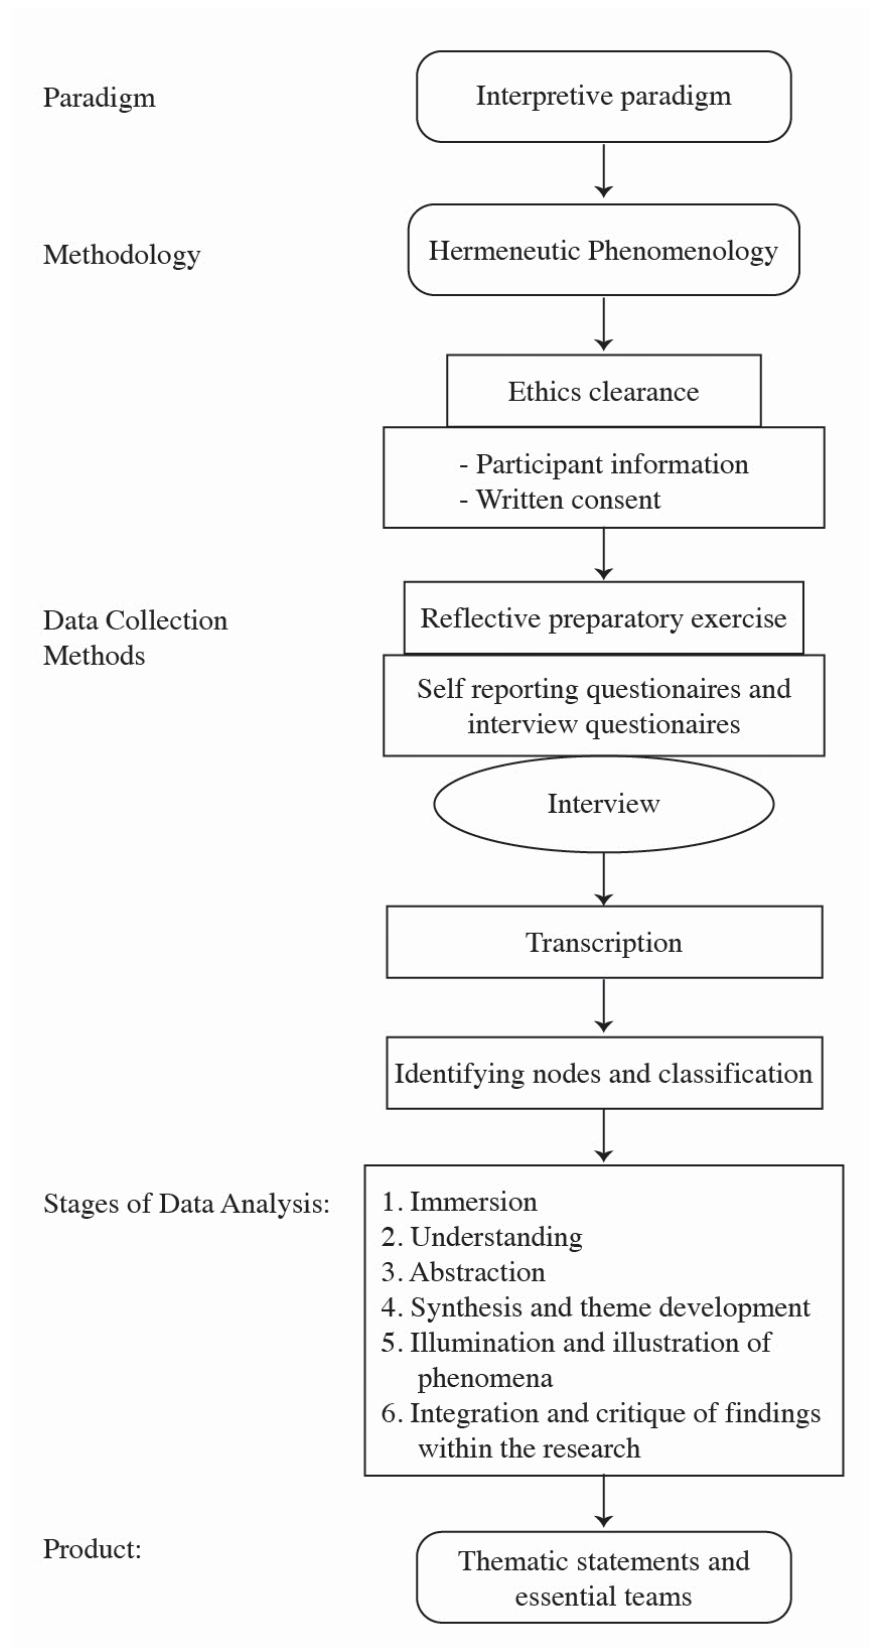 Paradigm
Interpretive paradigm
Methodology
Hermeneutic Phenomenology
Ethics clearance
- Participant information
- Written consent
Data Collection
Methods
Reflective preparatory exercise
Self reporting questionaires and
interview questionaires
Interview
Transcription
Identifying nodes and classification
Stages of Data Analysis:
1. Immersion
2. Understanding
3. Abstraction
4. Synthesis and theme development
5. Illumination and illustration of
phenomena
6. Integration and critique of findings
within the research
Product:
Thematic statements and
essential teams